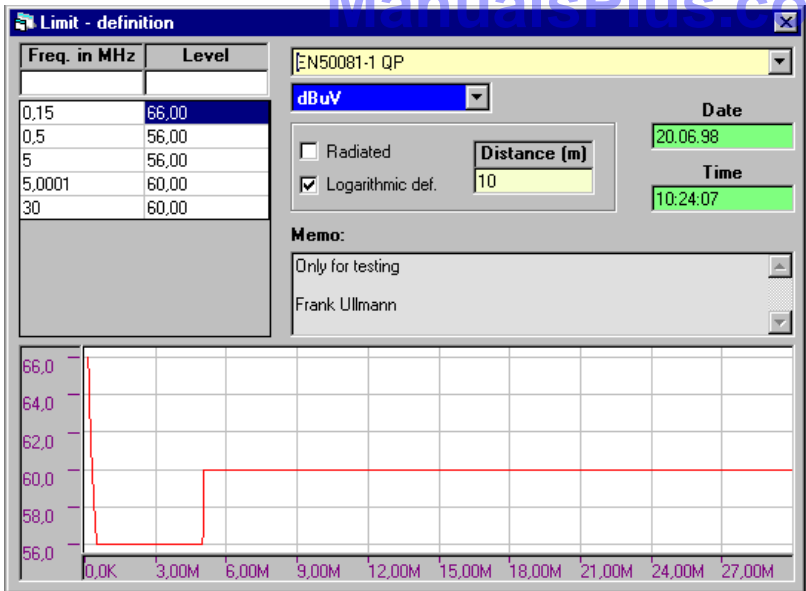 ManualsPlus.co
Limit - definition
Freq. in MHz Level
0,15 66,00
0,5 56,00
5 56,00
5,0001 60,00
30 60,00
EN50081-1 QP
dBuV
Radiated
Logarithmic def.
Distance (m)
10
Date
20.06.98
Time
10:24:07
Memo:
Only for testing
Frank Ullmann
66,0
64,0
62,0
60,0
58,0
56,0
0,0K 3,00M 6,00M 9,00M 12,00M 15,00M 18,00M 21,00M 24,00M 27,00M